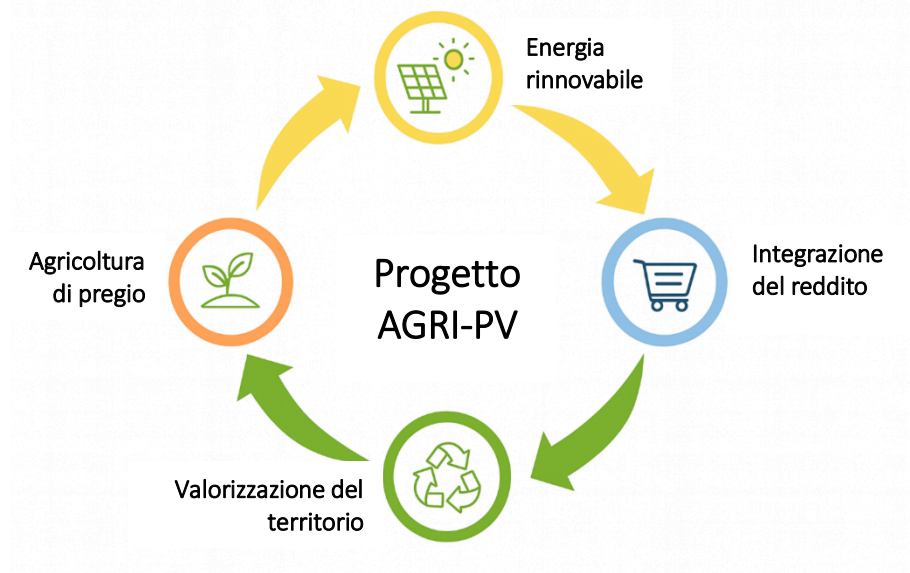 Energia
rinnovabile
Agricoltura
di pregio
Progetto
AGRI-PV
Integrazione
del reddito
Valorizzazione del
territorio